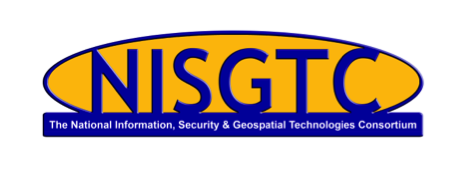 NISGTC
The National Information, Security & Geospatial Technologies Consortium